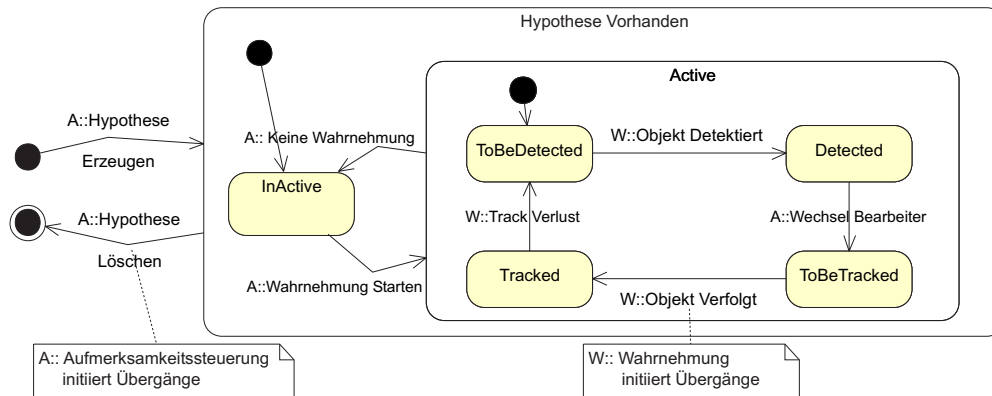 Hypothese Vorhanden
Active
A::Hypothese
Erzeugen
A:: Keine Wahrnehmung
ToBeDetected
W::Objekt Detektiert
Detected
InActive
A::Hypothese
Löschen
W::Track Verlust
A::Wechsel Bearbeiter
A::Wahrnehmung Starten
Tracked
ToBeTracked
W::Objekt Verfolgt
A:: Aufmerksamkeitssteuerung
initiiert Übergänge
W:: Wahrnehmung
initiiert Übergänge